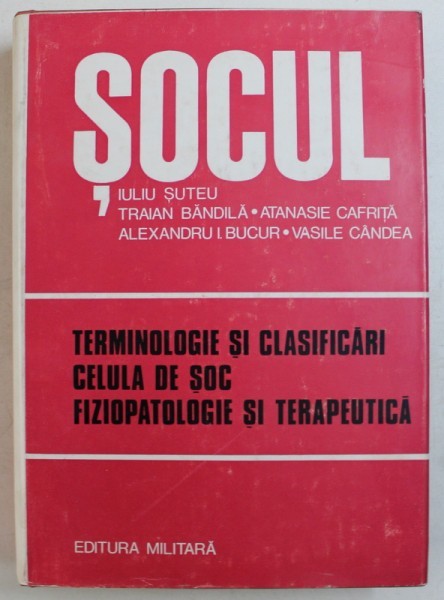 ȘOCUL
IULIU ȘUTEU
TRAIAN BÂNDILĂ • ATANASIE CAFRIȚĂ
ALEXANDRU I. BUCUR • VASILE CÂNDEA
TERMINOLOGIE ȘI CLASIFICĂRI
CELULA DE ȘOC
FIZIOPATOLOGIE ȘI TERAPEUTICĂ
EDITURA MILITARĂ